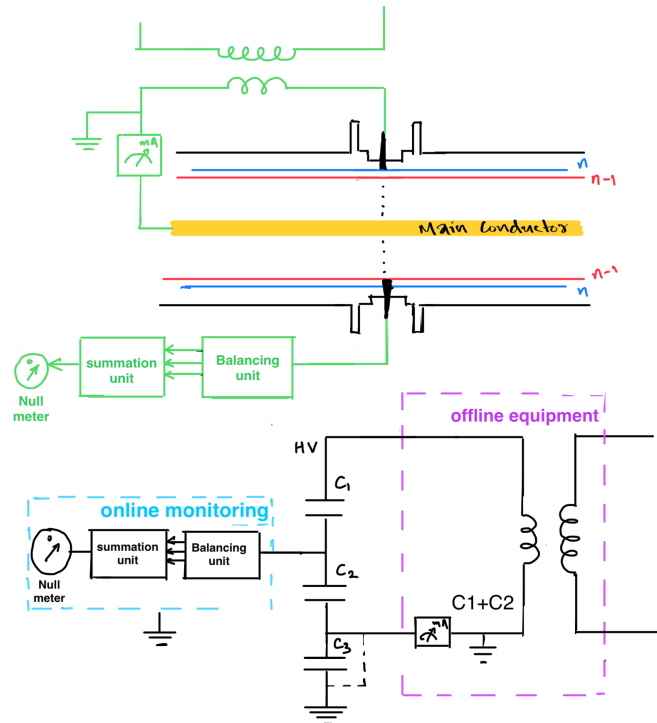 mA
n
n-1
Main Conductor
n-1
n
summation
unit
Balancing
unit
Null
meter
offline equipment
HV
C1
online monitoring
summation
unit
Balancing
unit
Null
meter
C2
C1+C2
mA
C3